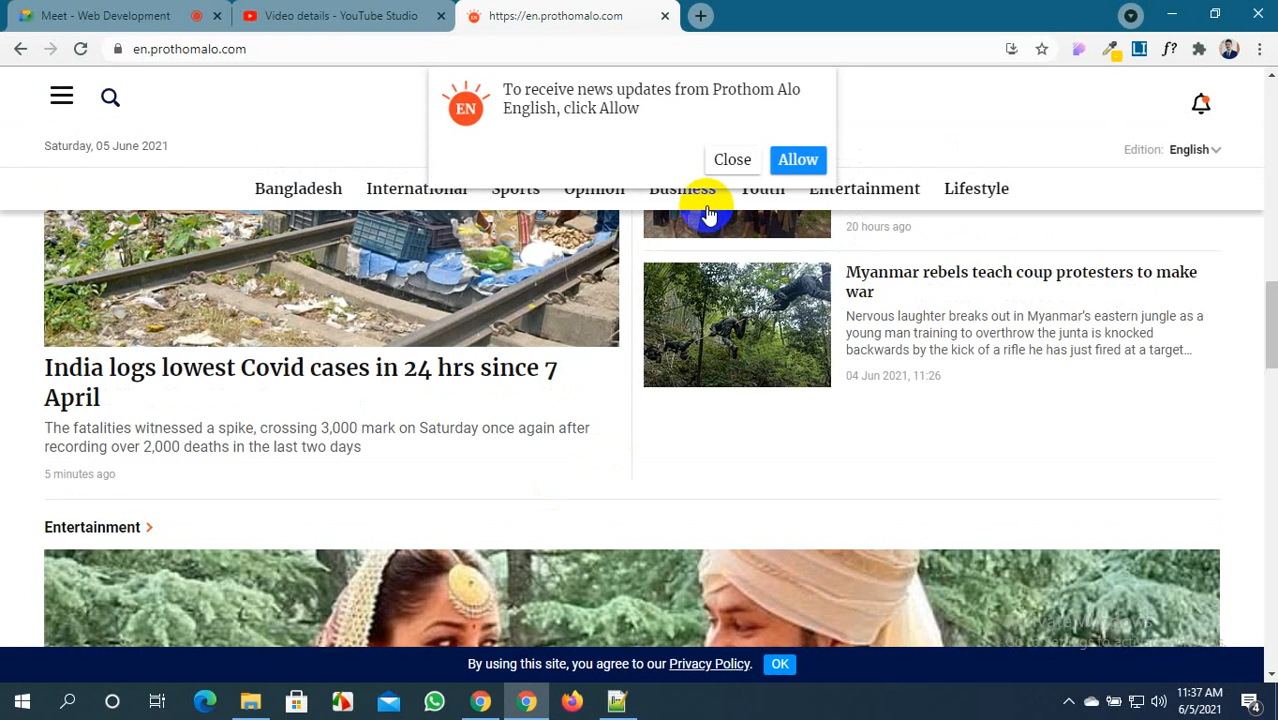 Meet - Web Development
Video details - YouTube Studio
https://en.prothomalo.com
en.prothomalo.com
EN
To receive news updates from Prothom Alo
English, click Allow
Close
Allow
Saturday, 05 June 2021
Edition: English
Bangladesh
International
Sports
Opinion
Business
Youth
Entertainment
Lifestyle
20 hours ago
Myanmar rebels teach coup protesters to make
war
Nervous laughter breaks out in Myanmar's eastern jungle as a
young man training to overthrow the junta is knocked
backwards by the kick of a rifle he has just fired at a target...
04 Jun 2021, 11:26
India logs lowest Covid cases in 24 hrs since 7
April
The fatalities witnessed a spike, crossing 3,000 mark on Saturday once again after
recording over 2,000 deaths in the last two days
5 minutes ago
Entertainment
By using this site, you agree to our Privacy Policy.
OK
11:37 AM
6/5/2021
4